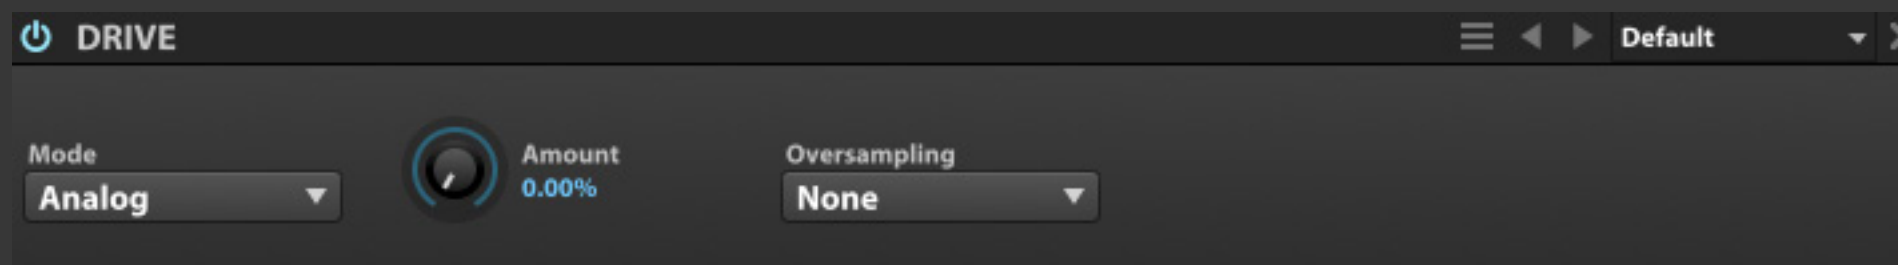 DRIVE
Default
Mode
Analog
Amount
0.00%
Oversampling
None